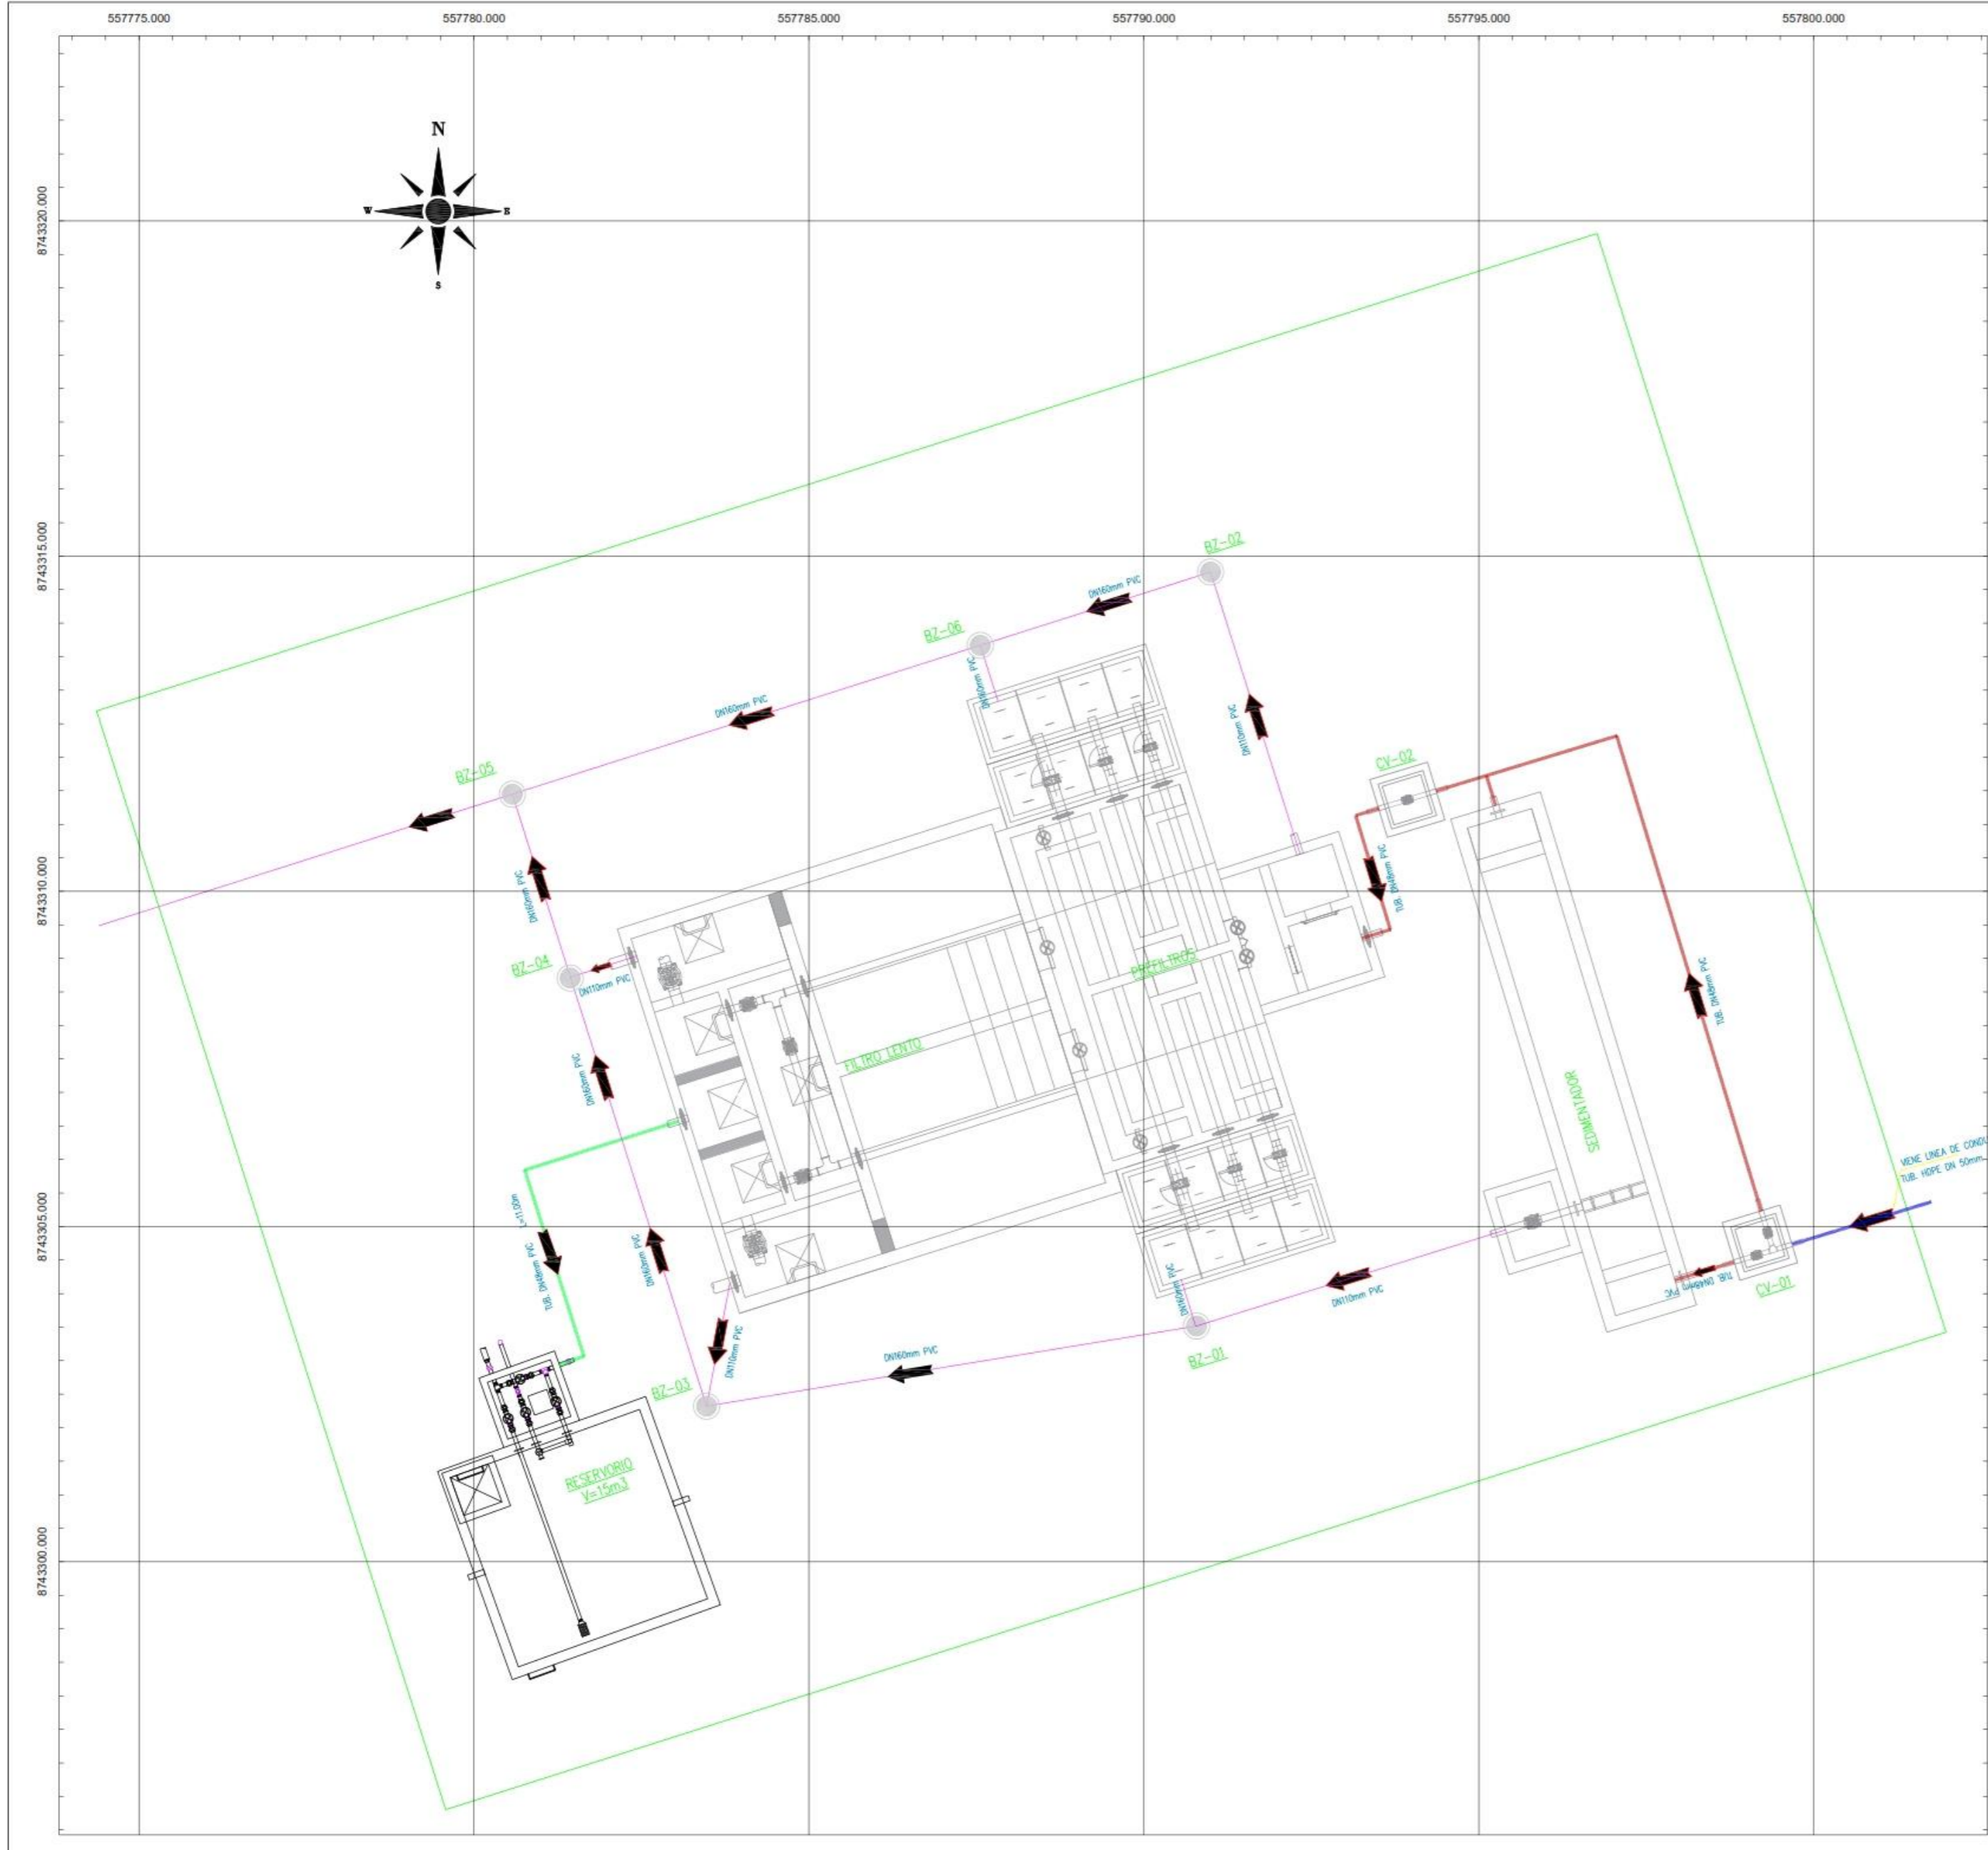 557775.000
557780.000
557785.000
557790.000
557795.000
557800.000
8743320.000
8743315.000
8743310.000
8743305.000
8743300.000
N
W
E
S
BZ-02
DN160mm PVC
BZ-06
DN160mm PVC
DN160mm PVC
DN110mm PVC
BZ-05
CV-02
TUB. DN48mm PVC
DN160mm PVC
BZ-04
DN110mm PVC
PREFILTROS
TUB. DN48mm PVC
FILTRO LENTO
DN160mm PVC
SEDIMENTADOR
VIENE LINEA DE CONDU
TUB. HDPE DN 50mm
L=11.00m
TUB. DN48mm PVC
DN160mm PVC
DN160mm PVC
DN110mm PVC
TUB. DN48mm PVC
CV-01
BZ-01
DN110mm PVC
DN160mm PVC
BZ-03
RESERVORIO
V=15m3